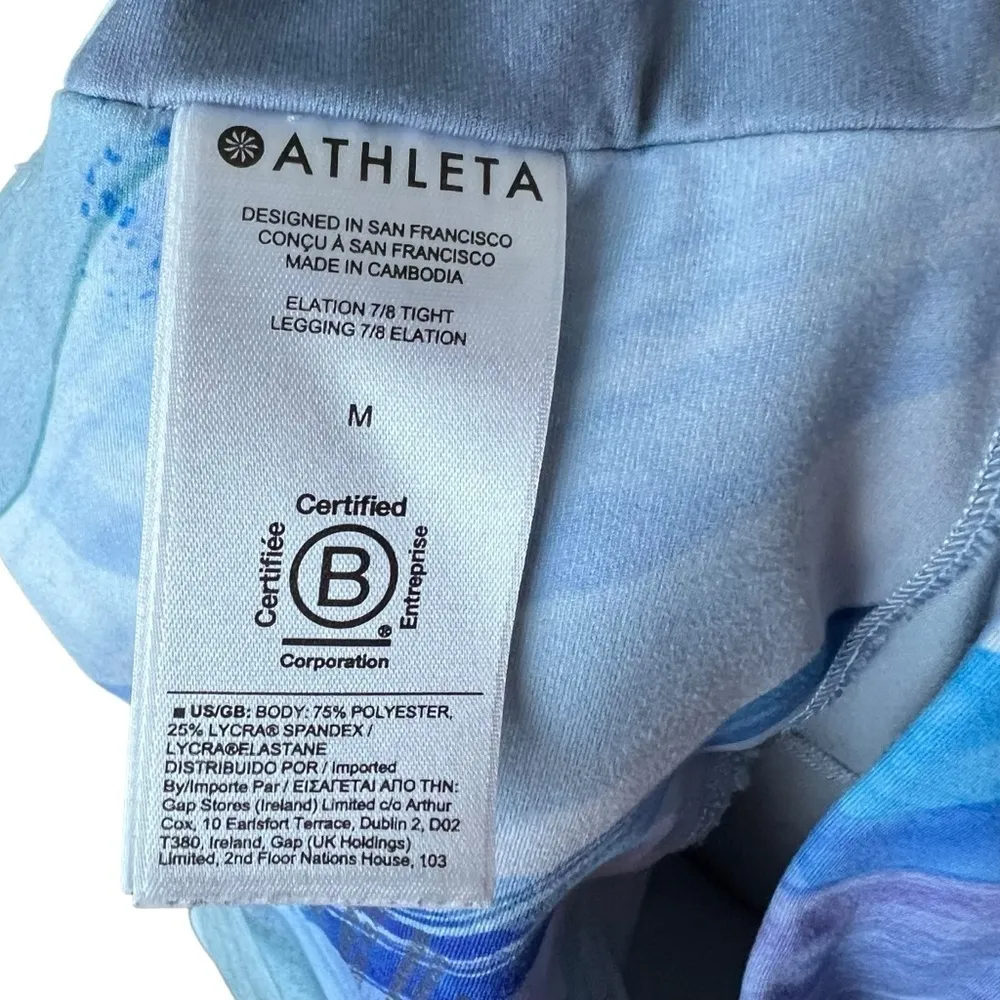 ATHLETA
DESIGNED IN SAN FRANCISCO
CONÇU À SAN FRANCISCO
MADE IN CAMBODIA
ELATION 7/8 TIGHT
LEGGING 7/8 ELATION
M
Certified
Certifiée
B
Entreprise
®
Corporation
■ US/GB: BODY: 75% POLYESTER,
25% LYCRA® SPANDEX /
LYCRA®ELASTANE
DISTRIBUIDO POR / Imported
By/Importe Par / ΕΙΣΑΓΕΤΑΙ ΑΠΟ ΤΗΝ:
Gap Stores (Ireland) Limited c/o Arthur
Cox, 10 Earlsfort Terrace, Dublin 2, D02
T380, Ireland, Gap (UK Holdings)
Limited, 2nd Floor Nations House, 103